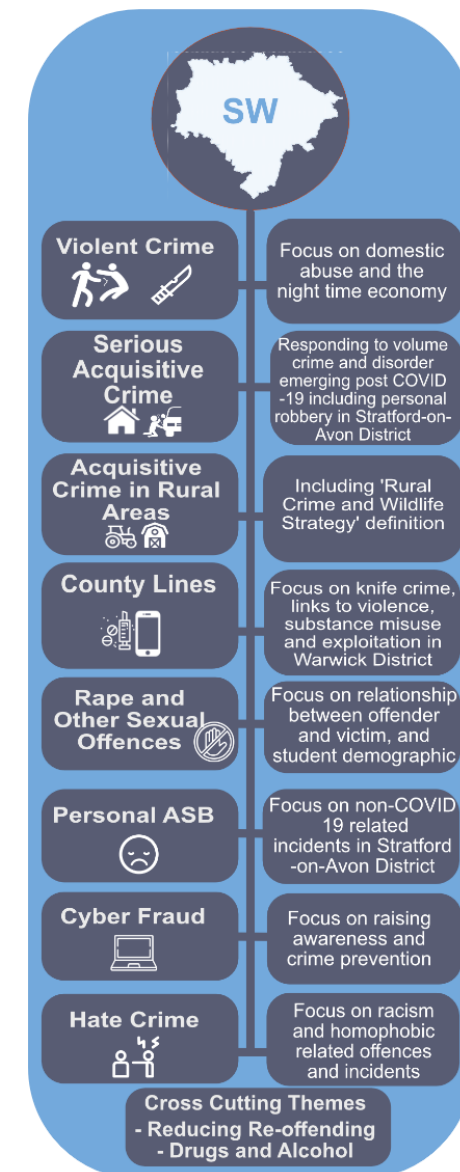 SW
Violent Crime
Focus on domestic
abuse and the
night time economy
Serious
Acquisitive
Crime
Responding to volume
crime and disorder
emerging post COVID
-19 including personal
robbery in Stratford-on-
Avon District
Acquisitive
Crime in Rural
Areas
Including 'Rural
Crime and Wildlife
Strategy' definition
County Lines
Focus on knife crime,
links to violence,
substance misuse
and exploitation in
Warwick District
Rape and
Other Sexual
Offences
Focus on relationship
between offender
and victim, and
student demographic
Personal ASB
Focus on non-COVID
19 related
incidents in Stratford
-on-Avon District
Cyber Fraud
Focus on raising
awareness and
crime prevention
Hate Crime
Focus on racism
and homophobic
related offences
and incidents
Cross Cutting Themes
- Reducing Re-offending
- Drugs and Alcohol